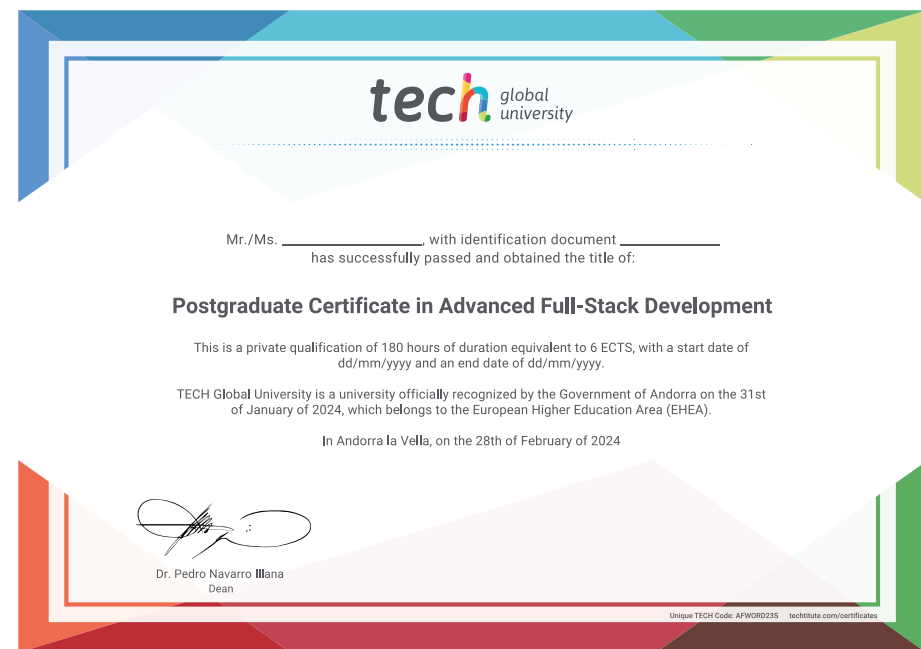 tech global
university
Mr./Ms. ____________, with identification document ____________
has successfully passed and obtained the title of:
Postgraduate Certificate in Advanced Full-Stack Development
This is a private qualification of 180 hours of duration equivalent to 6 ECTS, with a start date of
dd/mm/yyyy and an end date of dd/mm/yyyy.
TECH Global University is a university officially recognized by the Government of Andorra on the 31st
of January of 2024, which belongs to the European Higher Education Area (EHEA).
In Andorra la Vella, on the 28th of February of 2024
Dr. Pedro Navarro Illana
Dean
Unique TECH Code: AFWORD23S techtitute.com/certificates